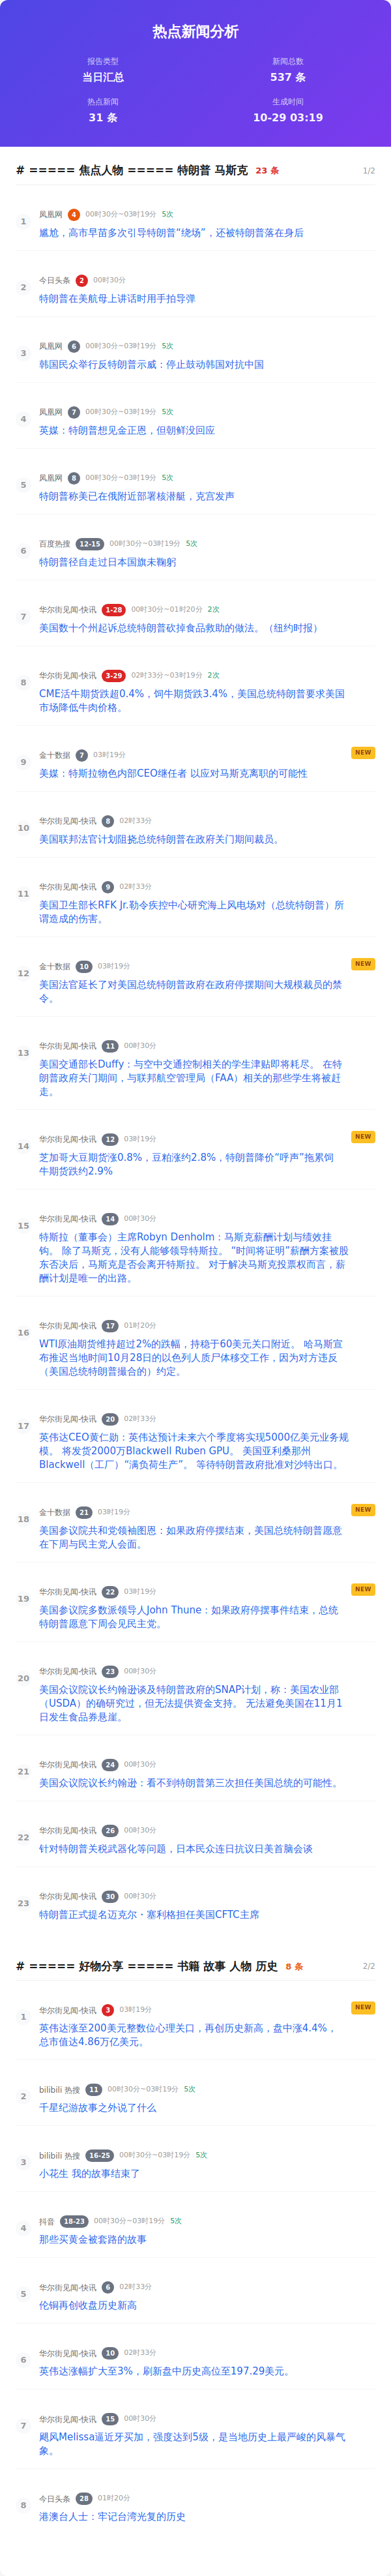 热点新闻分析
报告类型
当日汇总
新闻总数
537 条
热点新闻
31 条
生成时间
10-29 03:19
# ===== 焦点人物 ===== 特朗普 马斯克 23 条 1/2
1
凤凰网 4 00时30分~03时19分 5次
尴尬，高市早苗多次引导特朗普“绕场”，还被特朗普落在身后
2
今日头条 2 00时30分
特朗普在美航母上讲话时用手拍导弹
3
凤凰网 6 00时30分~03时19分 5次
韩国民众举行反特朗普示威：停止鼓动韩国对抗中国
4
凤凰网 7 00时30分~03时19分 5次
英媒：特朗普想见金正恩，但朝鲜没回应
5
凤凰网 8 00时30分~03时19分 5次
特朗普称美已在俄附近部署核潜艇，克宫发声
6
百度热搜 12-15 00时30分~03时19分 5次
特朗普径自走过日本国旗未鞠躬
7
华尔街见闻-快讯 1-28 00时30分~01时20分 2次
美国数十个州起诉总统特朗普砍掉食品救助的做法。（纽约时报）
8
华尔街见闻-快讯 3-29 02时33分~03时19分 2次
CME活牛期货跌超0.4%，饲牛期货跌3.4%，美国总统特朗普要求美国
市场降低牛肉价格。
9
金十数据 7 03时19分 NEW
美媒：特斯拉物色内部CEO继任者 以应对马斯克离职的可能性
10
华尔街见闻-快讯 8 02时33分
美国联邦法官计划阻挠总统特朗普在政府关门期间裁员。
11
华尔街见闻-快讯 9 02时33分
美国卫生部长RFK Jr.勒令疾控中心研究海上风电场对（总统特朗普）所
谓造成的伤害。
12
金十数据 10 03时19分 NEW
美国法官延长了对美国总统特朗普政府在政府停摆期间大规模裁员的禁
令。
13
华尔街见闻-快讯 11 00时30分
美国交通部长Duffy：与空中交通控制相关的学生津贴即将耗尽。 在特
朗普政府关门期间，与联邦航空管理局（FAA）相关的那些学生将被赶
走。
14
华尔街见闻-快讯 12 03时19分 NEW
芝加哥大豆期货涨0.8%，豆粕涨约2.8%，特朗普降价“呼声”拖累饲
牛期货跌约2.9%
15
华尔街见闻-快讯 14 00时30分
特斯拉（董事会）主席Robyn Denholm：马斯克薪酬计划与绩效挂
钩。 除了马斯克，没有人能够领导特斯拉。 “时间将证明”薪酬方案被股
东否决后，马斯克是否会离开特斯拉。 对于解决马斯克投票权而言，薪
酬计划是唯一的出路。
16
华尔街见闻-快讯 17 01时20分
WTI原油期货维持超过2%的跌幅，持稳于60美元关口附近。 哈马斯宣
布推迟当地时间10月28日的以色列人质尸体移交工作，因为对方违反
（美国总统特朗普撮合的）约定。
17
华尔街见闻-快讯 20 02时33分
英伟达CEO黄仁勋：英伟达预计未来六个季度将实现5000亿美元业务规
模。 将发货2000万Blackwell Ruben GPU。 美国亚利桑那州
Blackwell（工厂）“满负荷生产”。 等待特朗普政府批准对沙特出口。
18
金十数据 21 03时19分 NEW
美国参议院共和党领袖图恩：如果政府停摆结束，美国总统特朗普愿意
在下周与民主党人会面。
19
华尔街见闻-快讯 22 03时19分 NEW
美国参议院多数派领导人John Thune：如果政府停摆事件结束，总统
特朗普愿意下周会见民主党。
20
华尔街见闻-快讯 23 00时30分
美国众议院议长约翰逊谈及特朗普政府的SNAP计划，称：美国农业部
（USDA）的确研究过，但无法提供资金支持。 无法避免美国在11月1
日发生食品券悬崖。
21
华尔街见闻-快讯 24 00时30分
美国众议院议长约翰逊：看不到特朗普第三次担任美国总统的可能性。
22
华尔街见闻-快讯 26 00时30分
针对特朗普关税武器化等问题，日本民众连日抗议日美首脑会谈
23
华尔街见闻-快讯 30 00时30分
特朗普正式提名迈克尔・塞利格担任美国CFTC主席
# ===== 好物分享 ===== 书籍 故事 人物 历史 8 条 2/2
1
华尔街见闻-快讯 3 03时19分 NEW
英伟达涨至200美元整数位心理关口，再创历史新高，盘中涨4.4%，
总市值达4.86万亿美元。
2
bilibili 热搜 11 00时30分~03时19分 5次
千星纪游故事之外说了什么
3
bilibili 热搜 16-25 00时30分~03时19分 5次
小花生 我的故事结束了
4
抖音 18-23 00时30分~03时19分 5次
那些买黄金被套路的故事
5
华尔街见闻-快讯 6 02时33分
伦铜再创收盘历史新高
6
华尔街见闻-快讯 10 02时33分
英伟达涨幅扩大至3%，刷新盘中历史高位至197.29美元。
7
华尔街见闻-快讯 15 00时30分
飓风Melissa逼近牙买加，强度达到5级，是当地历史上最严峻的风暴气
象。
8
今日头条 28 01时20分
港澳台人士：牢记台湾光复的历史